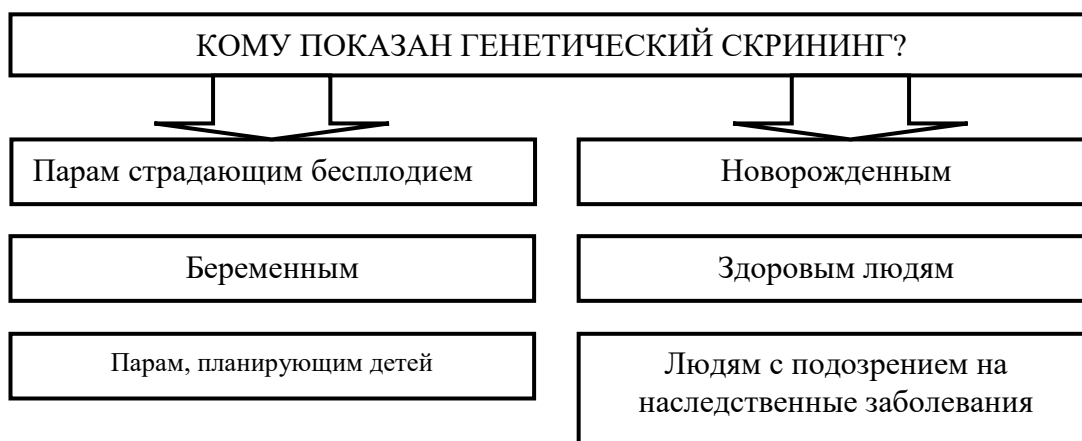 КОМУ ПОКАЗАН ГЕНЕТИЧЕСКИЙ СКРИНИНГ?
Парам страдающим бесплодием
Беременным
Парам, планирующим детей
Новорожденным
Здоровым людям
Людям с подозрением на
наследственные заболевания